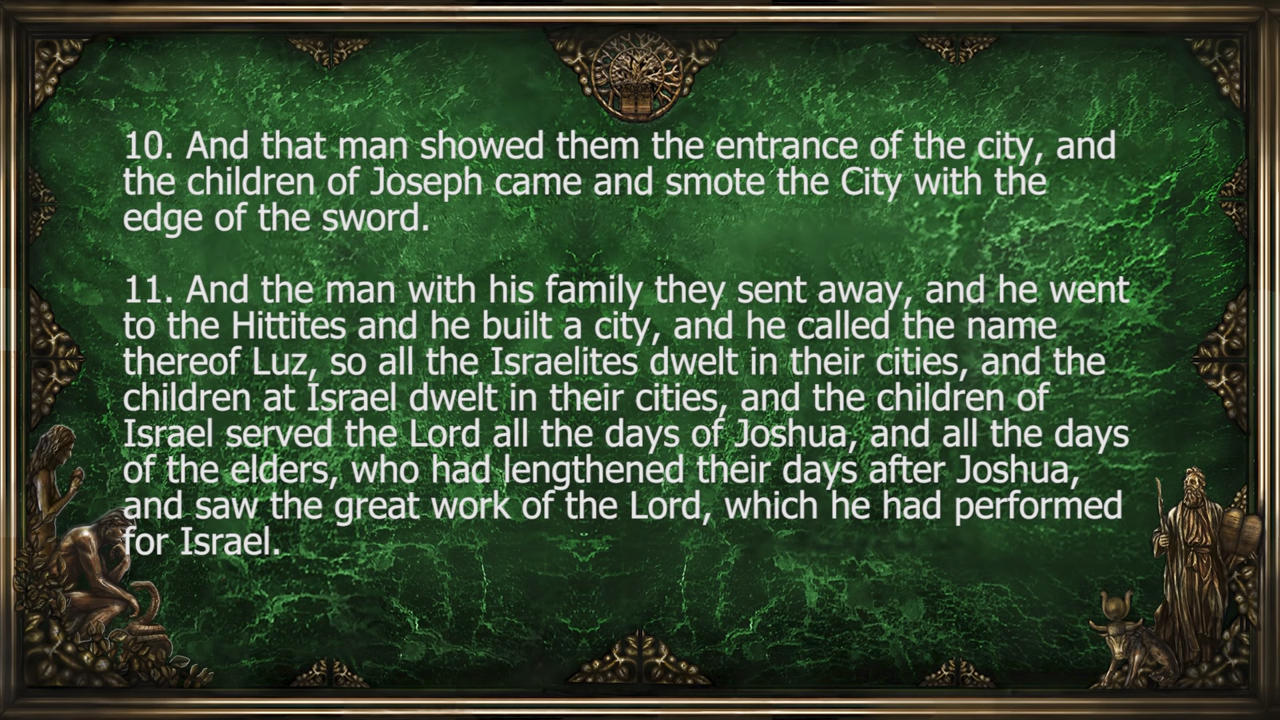 10. And that man showed them the entrance of the city, and
the children of Joseph came and smote the City with the
edge of the sword.
11. And the man with his family they sent away, and he went
to the Hittites and he built a city, and he called the name
thereof Luz, so all the Israelites dwelt in their cities, and the
children at Israel dwelt in their cities, and the children of
Israel served the Lord all the days of Joshua, and all the days
of the elders, who had lengthened their days after Joshua,
and saw the great work of the Lord, which he had performed
for Israel.